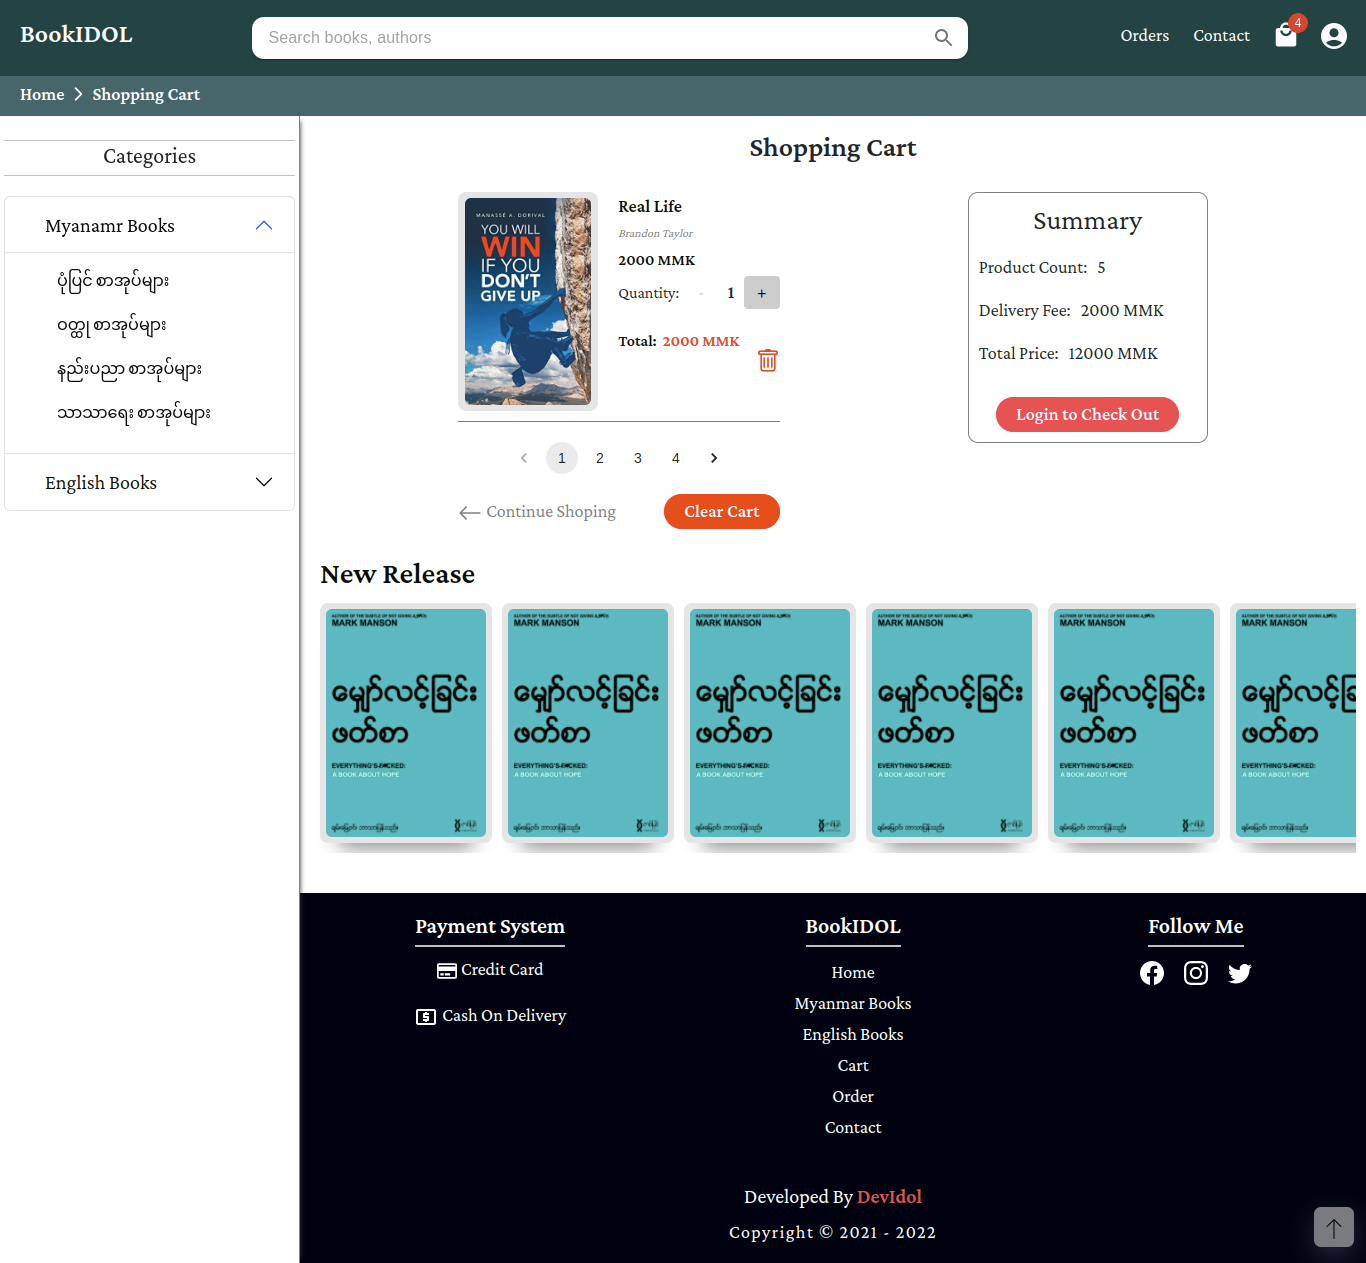 BookIDOL
Search books, authors
Orders
Contact
4
Home
Shopping Cart
Categories
Myanamr Books
ပုံပြင် စာအုပ်များ
ဝတ္ထု စာအုပ်များ
နည်းပညာ စာအုပ်များ
သာသာရေး စာအုပ်များ
English Books
Shopping Cart
MANASSÉ A. DORIVAL
YOU WILL
WIN
IF YOU
DON'T
GIVE UP
Real Life
Brandon Taylor
2000 MMK
Quantity: - 1 +
Total: 2000 MMK
1 2 3 4
Continue Shoping
Clear Cart
Summary
Product Count: 5
Delivery Fee: 2000 MMK
Total Price: 12000 MMK
Login to Check Out
New Release
MARK MANSON
မျှော်လင့်ခြင်း
ဖတ်စာ
EVERYTHING'S F*CKED:
A BOOK ABOUT HOPE
MARK MANSON
မျှော်လင့်ခြင်း
ဖတ်စာ
EVERYTHING'S F*CKED:
A BOOK ABOUT HOPE
MARK MANSON
မျှော်လင့်ခြင်း
ဖတ်စာ
EVERYTHING'S F*CKED:
A BOOK ABOUT HOPE
MARK MANSON
မျှော်လင့်ခြင်း
ဖတ်စာ
EVERYTHING'S F*CKED:
A BOOK ABOUT HOPE
MARK MANSON
မျှော်လင့်ခြင်း
ဖတ်စာ
EVERYTHING'S F*CKED:
A BOOK ABOUT HOPE
MARK MANSON
ဖတ်စာ
EVERYTHING'S F*CKED:
A BOOK ABOUT HOPE
Payment System
Credit Card
Cash On Delivery
BookIDOL
Home
Myanmar Books
English Books
Cart
Order
Contact
Follow Me
Developed By DevIdol
Copyright © 2021 - 2022